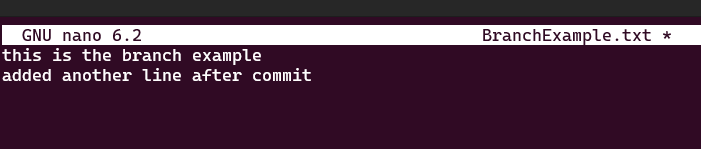 GNU nano 6.2 BranchExample.txt *
this is the branch example
added another line after commit